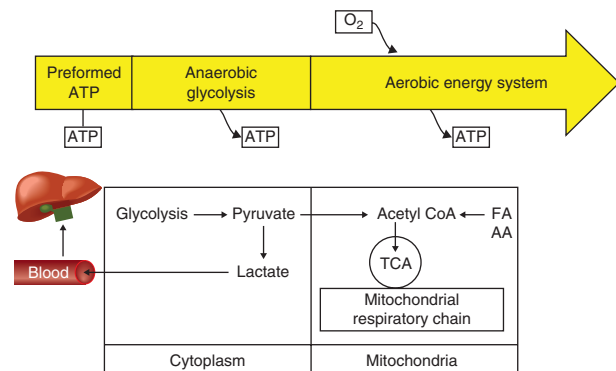 O2
Preformed
ATP
Anaerobic
glycolysis
Aerobic energy system
ATP
ATP
ATP
Glycolysis
Pyruvate
Acetyl CoA
FA
AA
Blood
Lactate
TCA
Mitochondrial
respiratory chain
Cytoplasm
Mitochondria